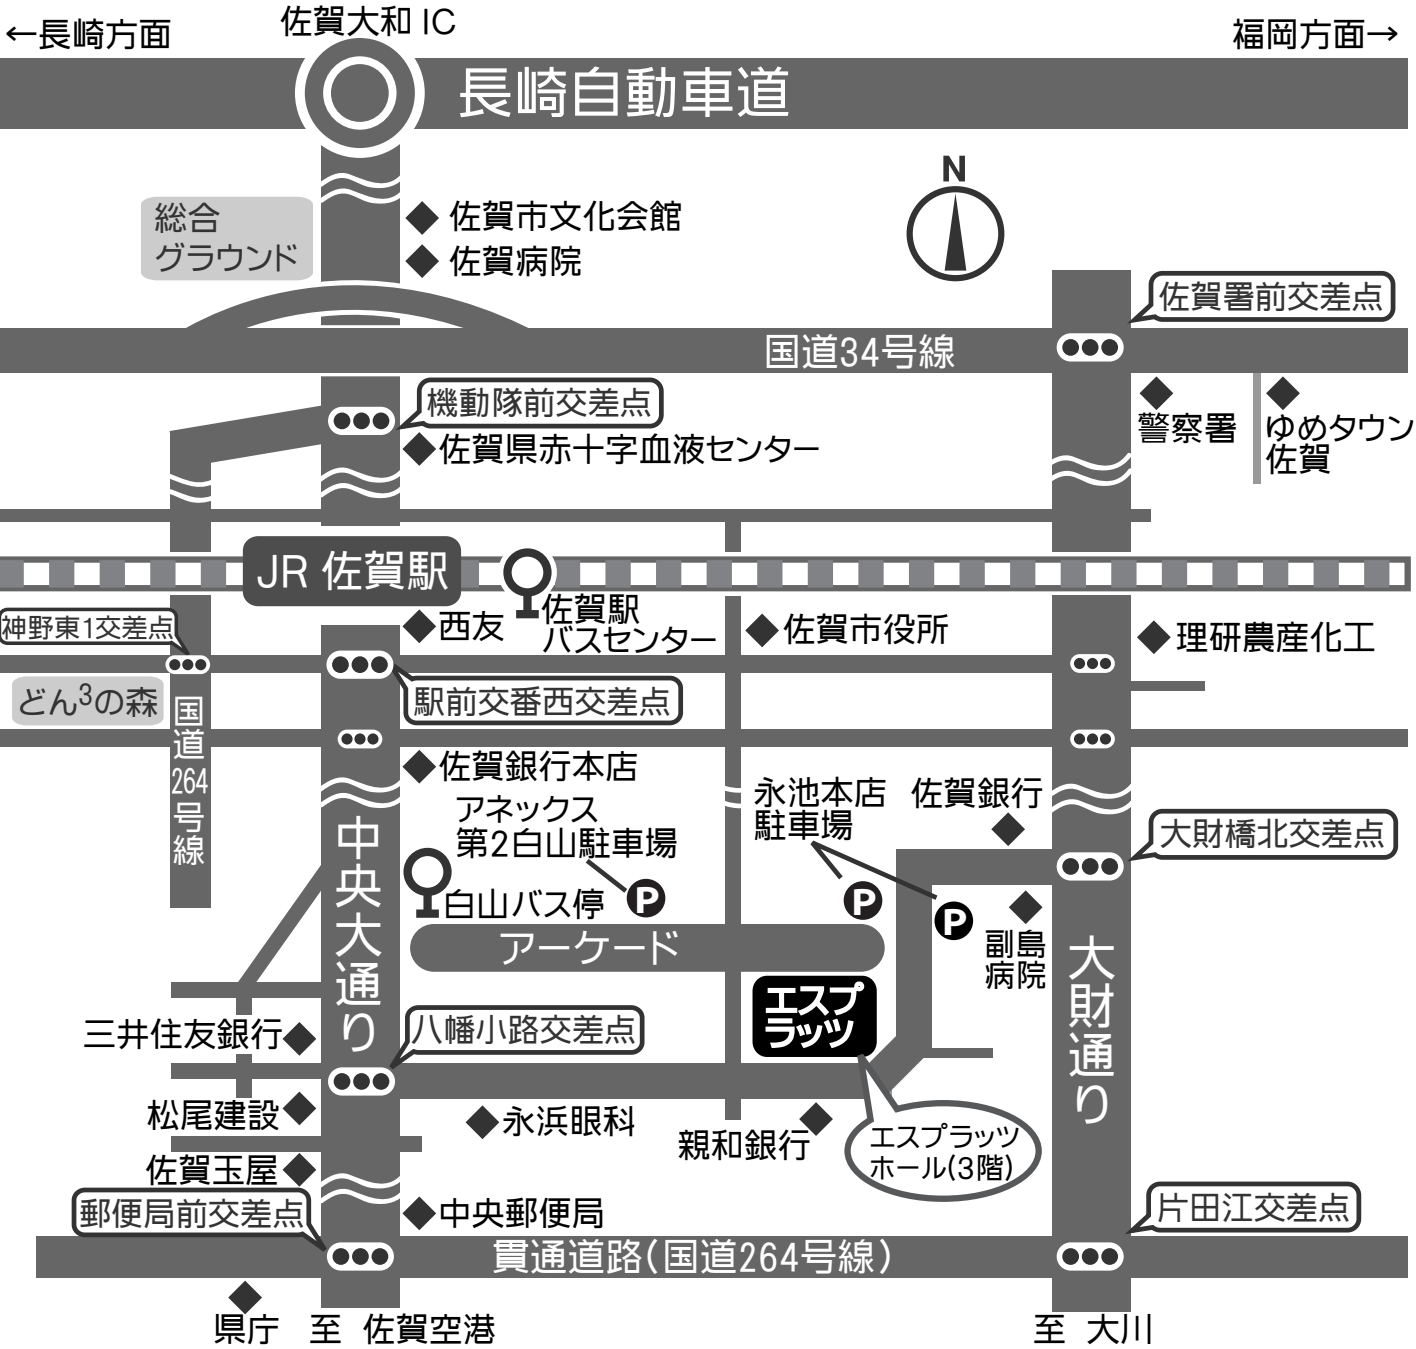 ←長崎方面
佐賀大和 IC
福岡方面→
長崎自動車道
N
総合
グラウンド
佐賀市文化会館
佐賀病院
佐賀署前交差点
国道34号線
機動隊前交差点
佐賀県赤十字血液センター
警察署
ゆめタウン
佐賀
JR 佐賀駅
佐賀駅
バスセンター
西友
佐賀市役所
理研農産化工
神野東1交差点
どん3の森
国道264号線
駅前交番西交差点
佐賀銀行本店
アネックス
第2白山駐車場
P
永池本店
駐車場
P
P
佐賀銀行
大財橋北交差点
中央大通り
白山バス停
アーケード
副島
病院
大財通り
エスプ
ラッツ
三井住友銀行
八幡小路交差点
松尾建設
永浜眼科
親和銀行
エスプラッツ
ホール(3階)
佐賀玉屋
郵便局前交差点
中央郵便局
片田江交差点
貫通道路(国道264号線)
県庁
至 佐賀空港
至 大川